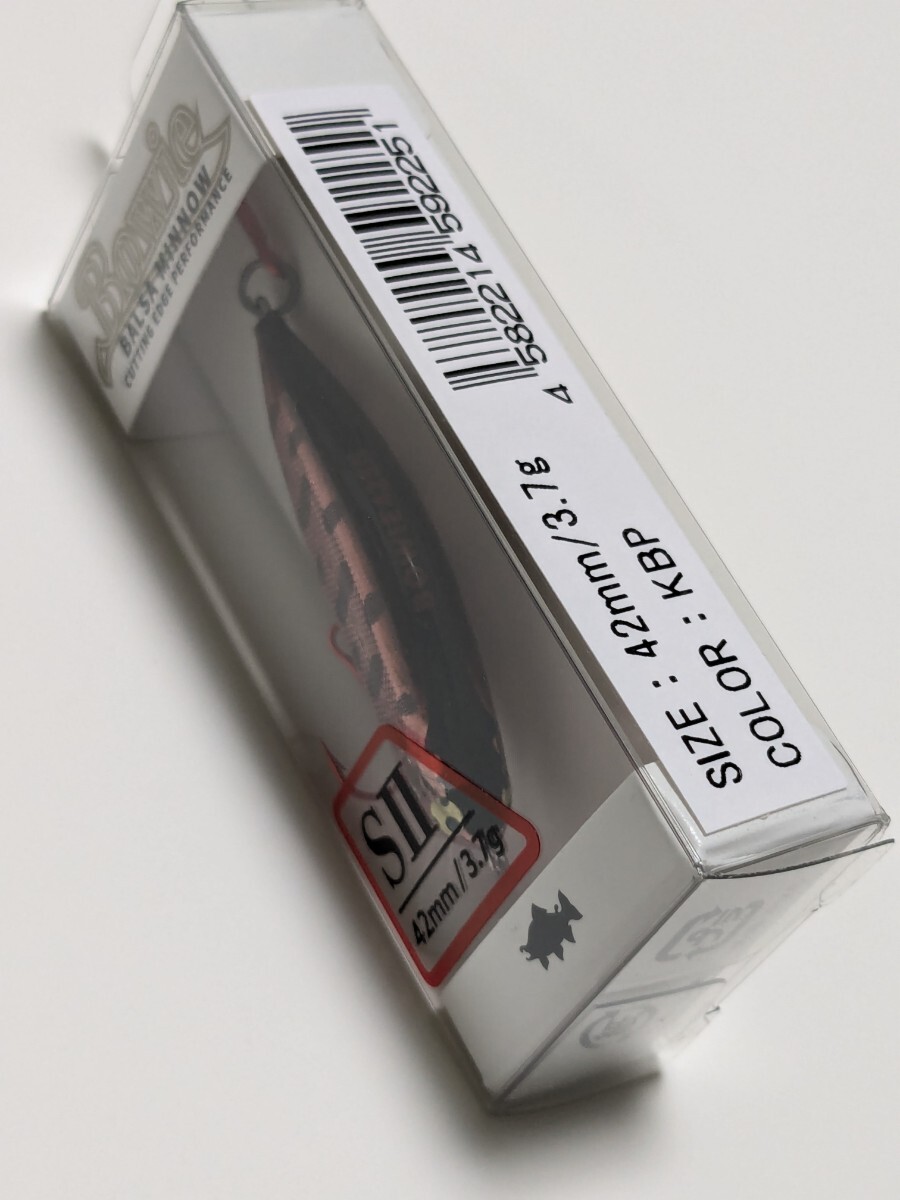 Bowie
BALSA MINNOW
CUTTING EDGE PERFORMANCE
4 582214 592251
SIZE : 42mm/3.7g
COLOR : KBP
SII
42mm/3.7g